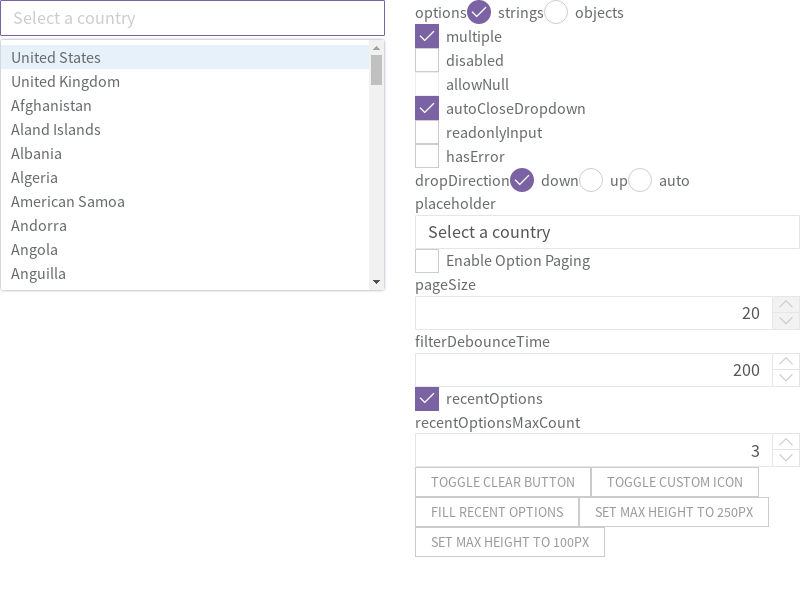 Select a country
United States
United Kingdom
Afghanistan
Aland Islands
Albania
Algeria
American Samoa
Andorra
Angola
Anguilla
options strings objects
multiple
disabled
allowNull
autoCloseDropdown
readonlyInput
hasError
dropDirection down up auto
placeholder
Select a country
Enable Option Paging
pageSize
20
filterDebounceTime
200
recentOptions
recentOptionsMaxCount
3
TOGGLE CLEAR BUTTON TOGGLE CUSTOM ICON
FILL RECENT OPTIONS SET MAX HEIGHT TO 250PX
SET MAX HEIGHT TO 100PX